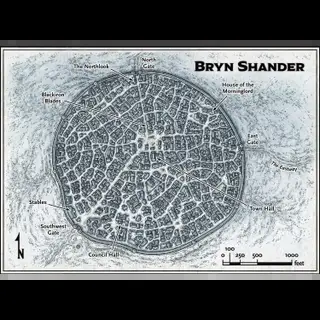 BRYN SHANDER
North
Gate
The Northlook
House of the
Morninglord
Blackiron
Blades
East
Gate
The Eastway
Stables
Town Hall
Southwest
Gate
Council Hall
N
100
0 250 500 1000
feet